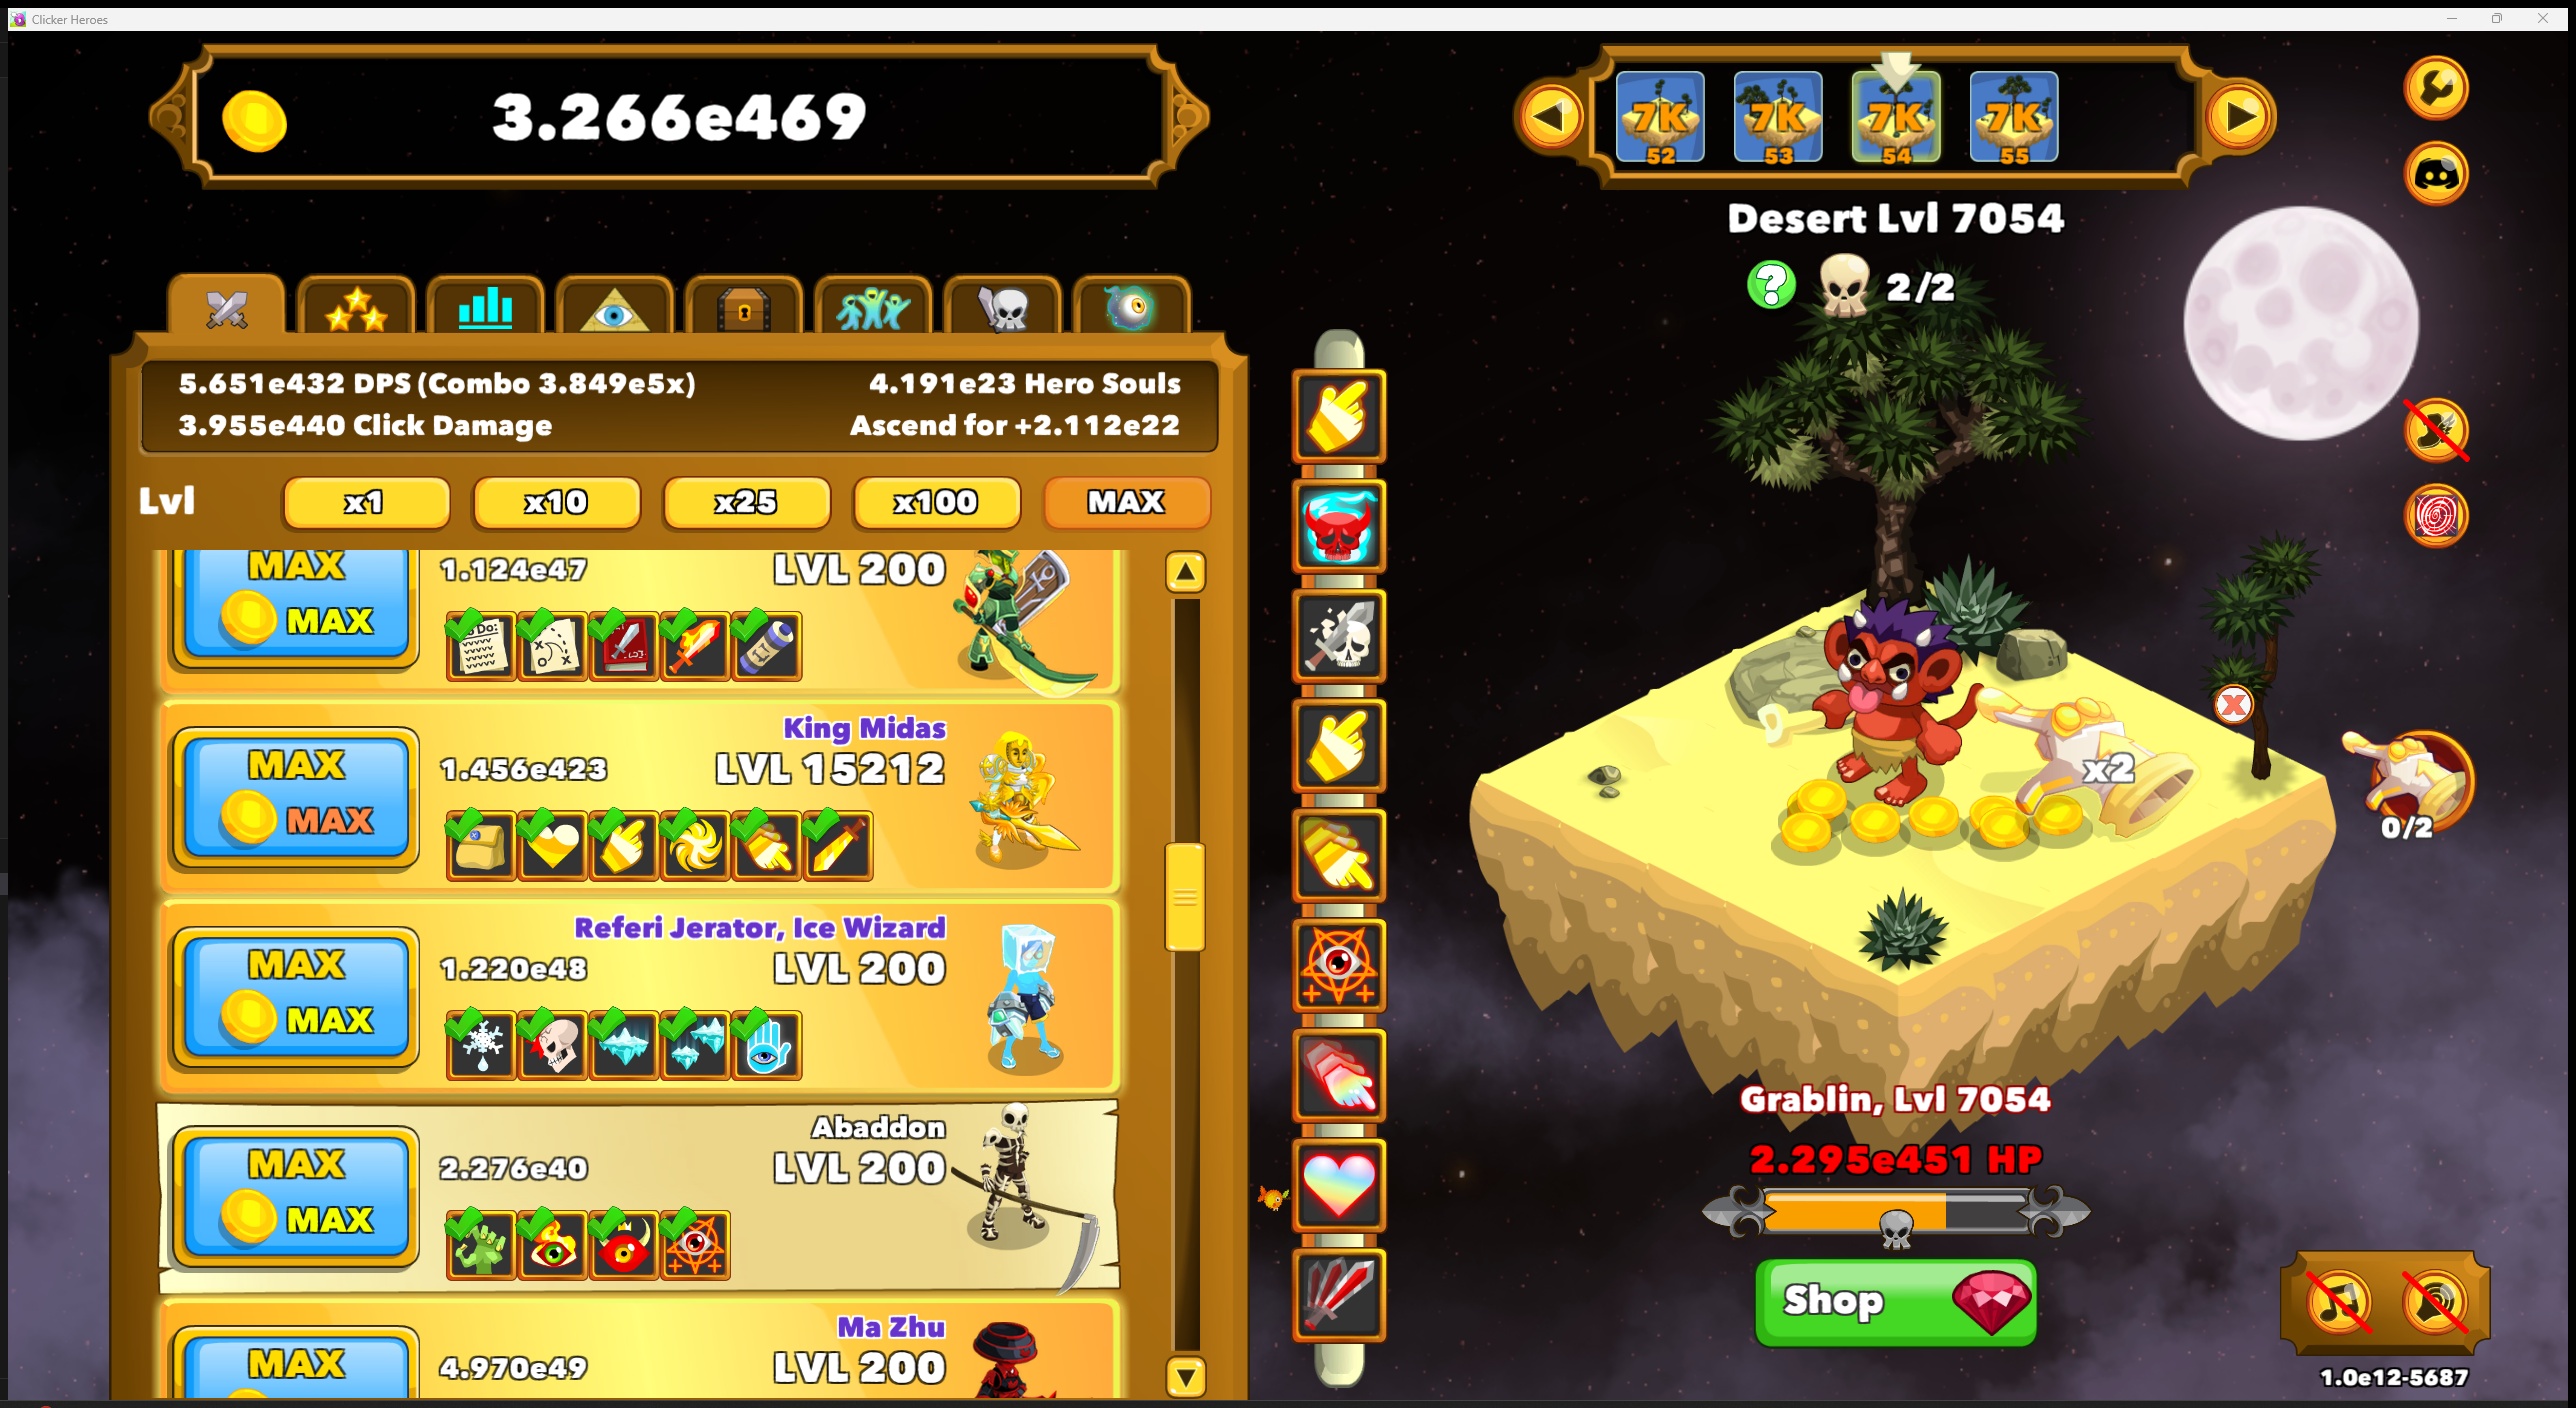 Clicker Heroes
3.266e469
7K
52
7K
53
7K
54
7K
55
Desert Lvl 7054
2/2
5.651e432 DPS (Combo 3.849e5x)
4.191e23 Hero Souls
3.955e440 Click Damage
Ascend for +2.112e22
Lvl
x1
x10
x25
x100
MAX
MAX
MAX
1.124e47
LVL 200
Do:
MAX
MAX
1.456e423
King Midas
LVL 15212
MAX
MAX
1.220e48
Referi Jerator, Ice Wizard
LVL 200
MAX
MAX
2.276e40
Abaddon
LVL 200
MAX
4.970e49
Ma Zhu
LVL 200
x2
0/2
Grablin, Lvl 7054
2.295e451 HP
Shop
1.0e12-5687